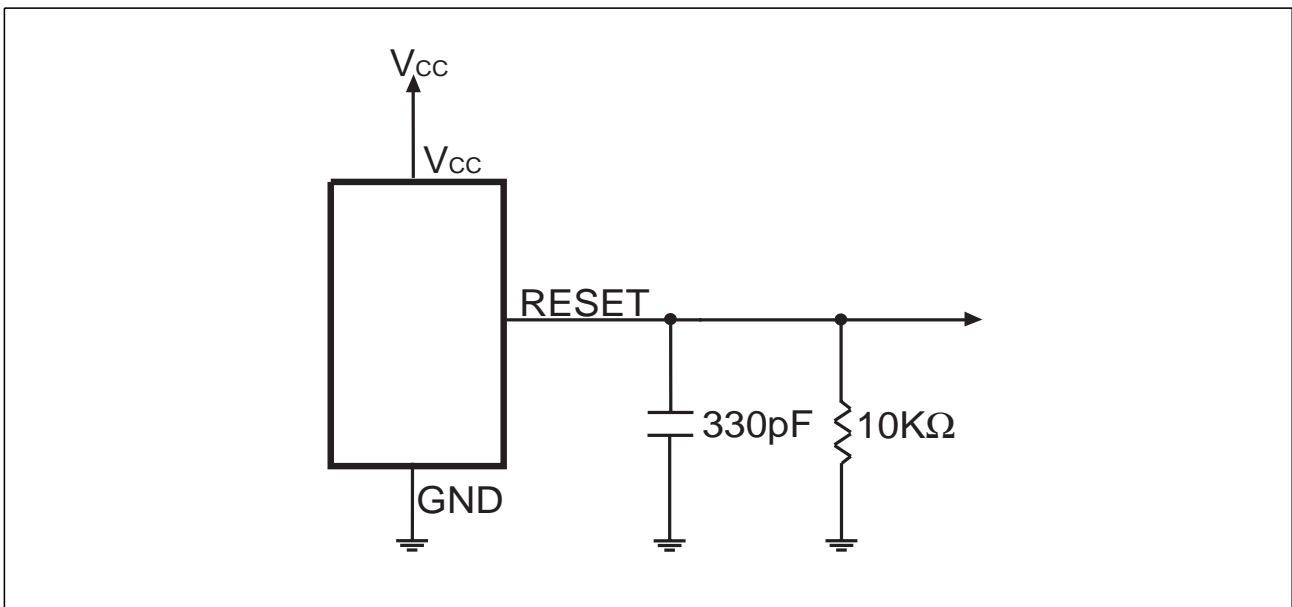 VCC
VCC
RESET
330pF
10KΩ
GND